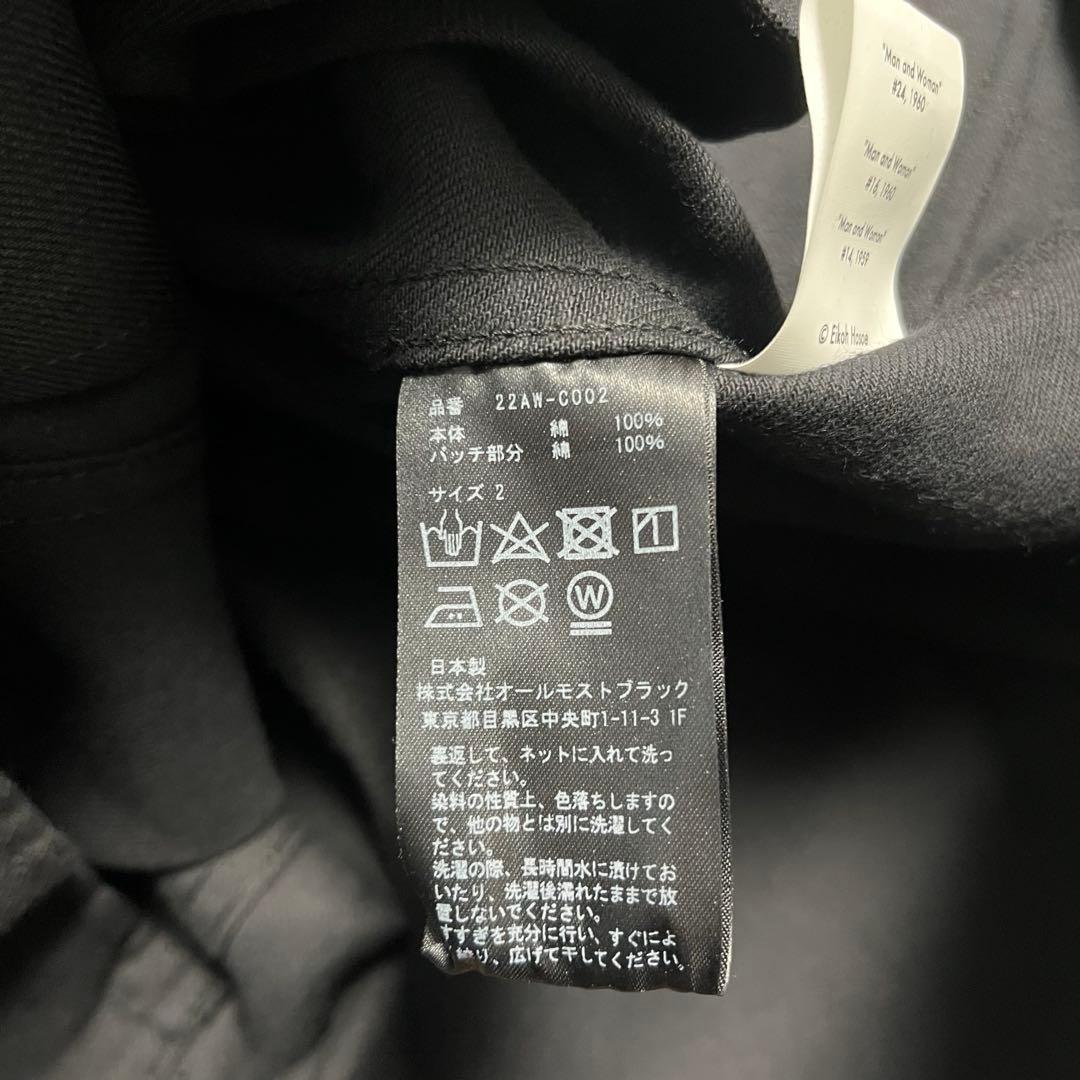 "Man and Woman"
#24, 1960
"Man and Woman"
#16, 1960
"Man and Woman"
#14, 1959
© Eikoh Hosoe
品番 22AW-C002
本体 綿 100%
パッチ部分 綿 100%
サイズ 2
W
日本製
株式会社オールモストブラック
東京都目黒区中央町1-11-3 1F
裏返して、ネットに入れて洗っ
てください。
染料の性質上、色落ちしますの
で、他の物とは別に洗濯してく
ださい。
洗濯の際、長時間水に漬けてお
いたり、洗濯後濡れたままで放
置しないでください。
すすぎを充分に行い、すぐによ
く絞り、広げて干してください。